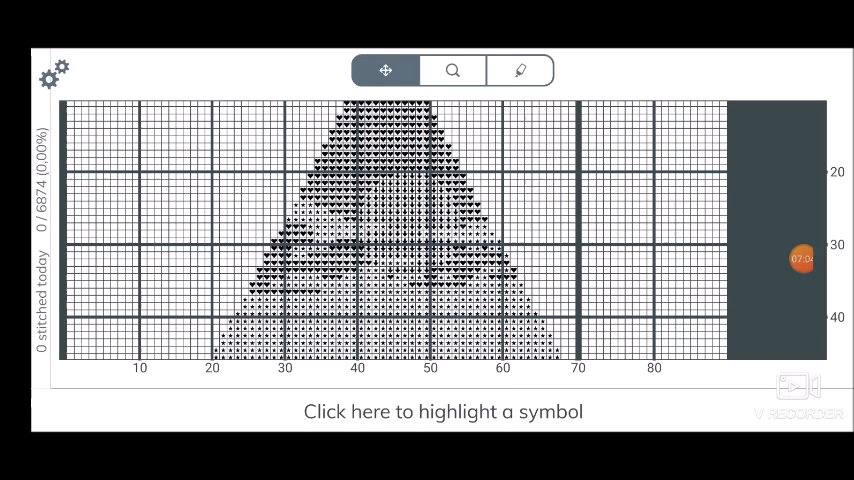 0 stitched today 0 / 6874 (0,00%)
20
30
07:04
40
10 20 30 40 50 60 70 80
V RECORDER
Click here to highlight a symbol